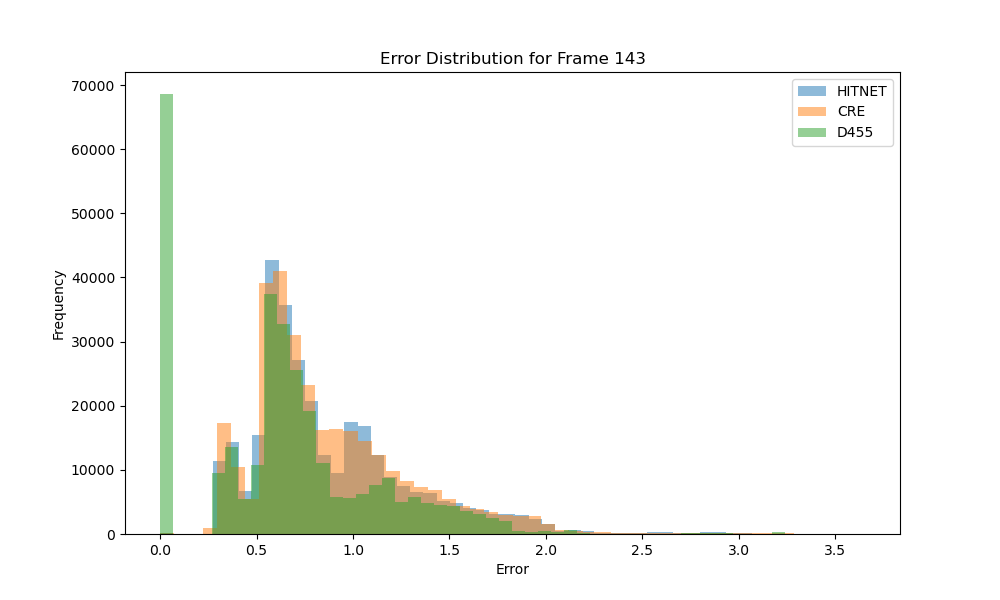 Error Distribution for Frame 143
HITNET
CRE
D455
70000
60000
50000
40000
30000
20000
10000
0
Frequency
0.0 0.5 1.0 1.5 2.0 2.5 3.0 3.5
Error